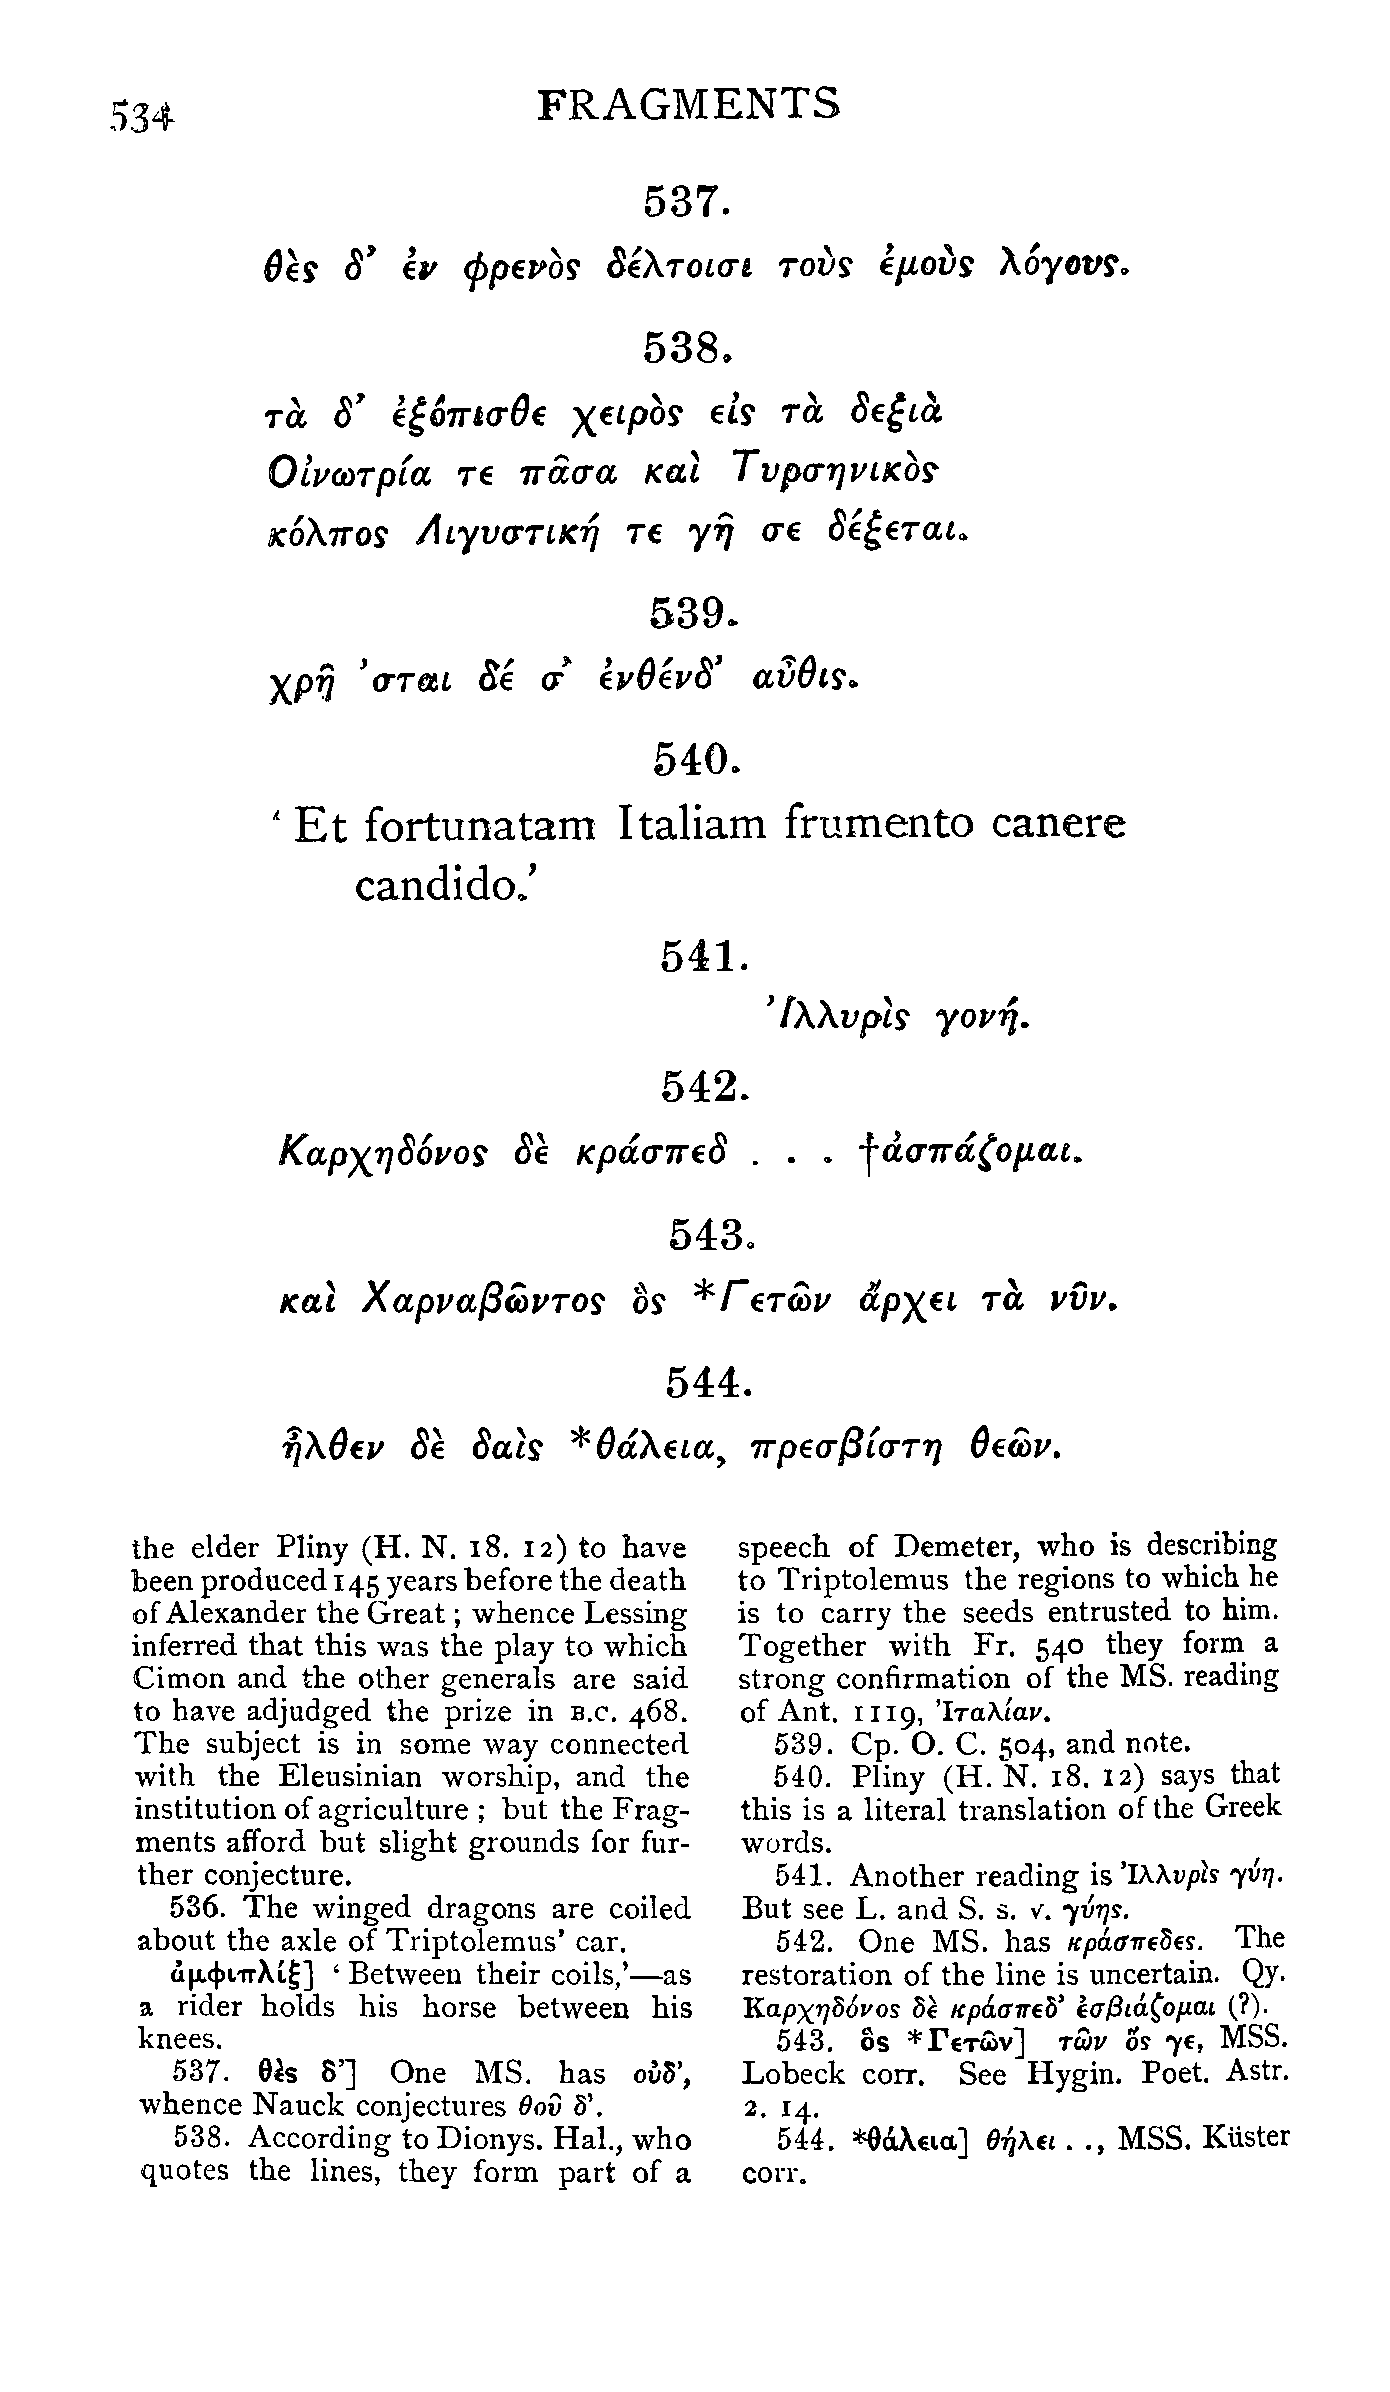 534
FRAGMENTS
537.
θὲς δ’ ἐν φρενὸς δέλτοισι τοὺς ἐμοὺς λόγους.
538.
τὰ δ’ ἐξόπισθε χειρὸς εἰς τὰ δεξιὰ
Οἰνωτρία τε πᾶσα καὶ Τυρσηνικὸς
κόλπος Λιγυστική τε γῆ σε δέξεται.
539.
χρῆ ’σται δέ σ’ ἐνθένδ’ αὖθις.
540.
‘ Et fortunatam Italiam frumento canere
candido.’
541.
’Ιλλυρὶς γονή.
542.
Καρχηδόνος δὲ κράσπεδ . . . †ἀσπάζομαι.
543.
καὶ Χαρναβῶντος ὃς *Γετῶν ἄρχει τὰ νῦν.
544.
ἦλθεν δὲ δαὶς *θάλεια, πρεσβίστη θεῶν.
the elder Pliny (H. N. 18. 12) to have
been produced 145 years before the death
of Alexander the Great ; whence Lessing
inferred that this was the play to which
Cimon and the other generals are said
to have adjudged the prize in B.C. 468.
The subject is in some way connected
with the Eleusinian worship, and the
institution of agriculture ; but the Frag-
ments afford but slight grounds for fur-
ther conjecture.
536. The winged dragons are coiled
about the axle of Triptolemus’ car.
ἀμφιπλίξ] ‘ Between their coils,’—as
a rider holds his horse between his
knees.
537. θὲς δ’] One MS. has οὐδ’,
whence Nauck conjectures θοῦ δ’.
538. According to Dionys. Hal., who
quotes the lines, they form part of a
speech of Demeter, who is describing
to Triptolemus the regions to which he
is to carry the seeds entrusted to him.
Together with Fr. 540 they form a
strong confirmation of the MS. reading
of Ant. 1119, ’Ιταλίαν.
539. Cp. O. C. 504, and note.
540. Pliny (H. N. 18. 12) says that
this is a literal translation of the Greek
words.
541. Another reading is ’Ιλλυρὶς γύη.
But see L. and S. s. v. γύης.
542. One MS. has κράσπεδες. The
restoration of the line is uncertain. Qy.
Καρχηδόνος δὲ κράσπεδ’ ἐσβιάζομαι (?).
543. ὃς *Γετῶν] τῶν ὅς γε, MSS.
Lobeck corr. See Hygin. Poet. Astr.
2. 14.
544. *θάλεια] θήλει . ., MSS. Küster
corr.